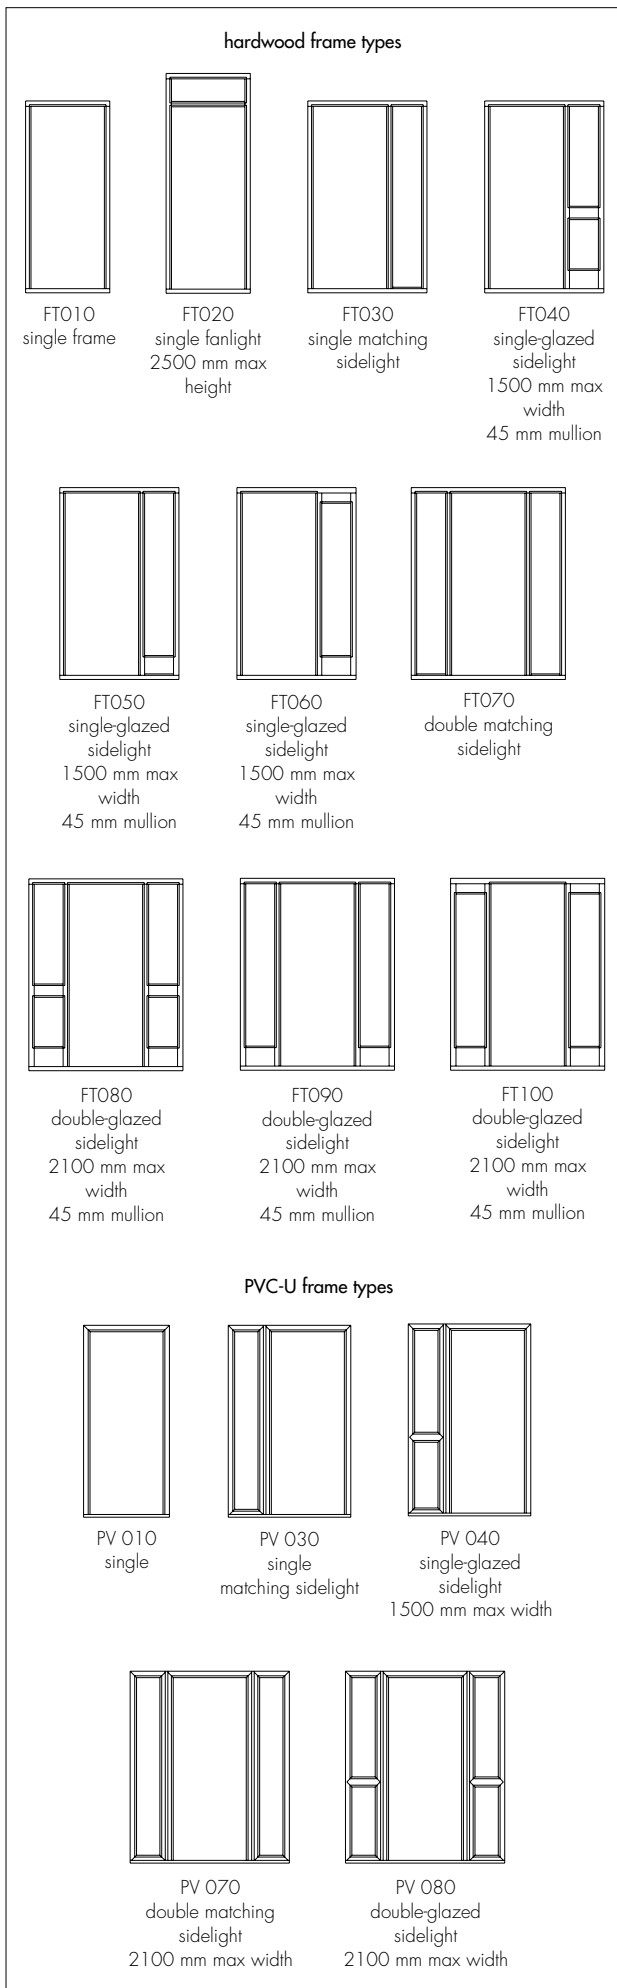 hardwood frame types
FT010
single frame
FT020
single fanlight
2500 mm max
height
FT030
single matching
sidelight
FT040
single-glazed
sidelight
1500 mm max
width
45 mm mullion
FT050
single-glazed
sidelight
1500 mm max
width
45 mm mullion
FT060
single-glazed
sidelight
1500 mm max
width
45 mm mullion
FT070
double matching
sidelight
FT080
double-glazed
sidelight
2100 mm max
width
45 mm mullion
FT090
double-glazed
sidelight
2100 mm max
width
45 mm mullion
FT100
double-glazed
sidelight
2100 mm max
width
45 mm mullion
PVC-U frame types
PV 010
single
PV 030
single
matching sidelight
PV 040
single-glazed
sidelight
1500 mm max width
PV 070
double matching
sidelight
2100 mm max width
PV 080
double-glazed
sidelight
2100 mm max width